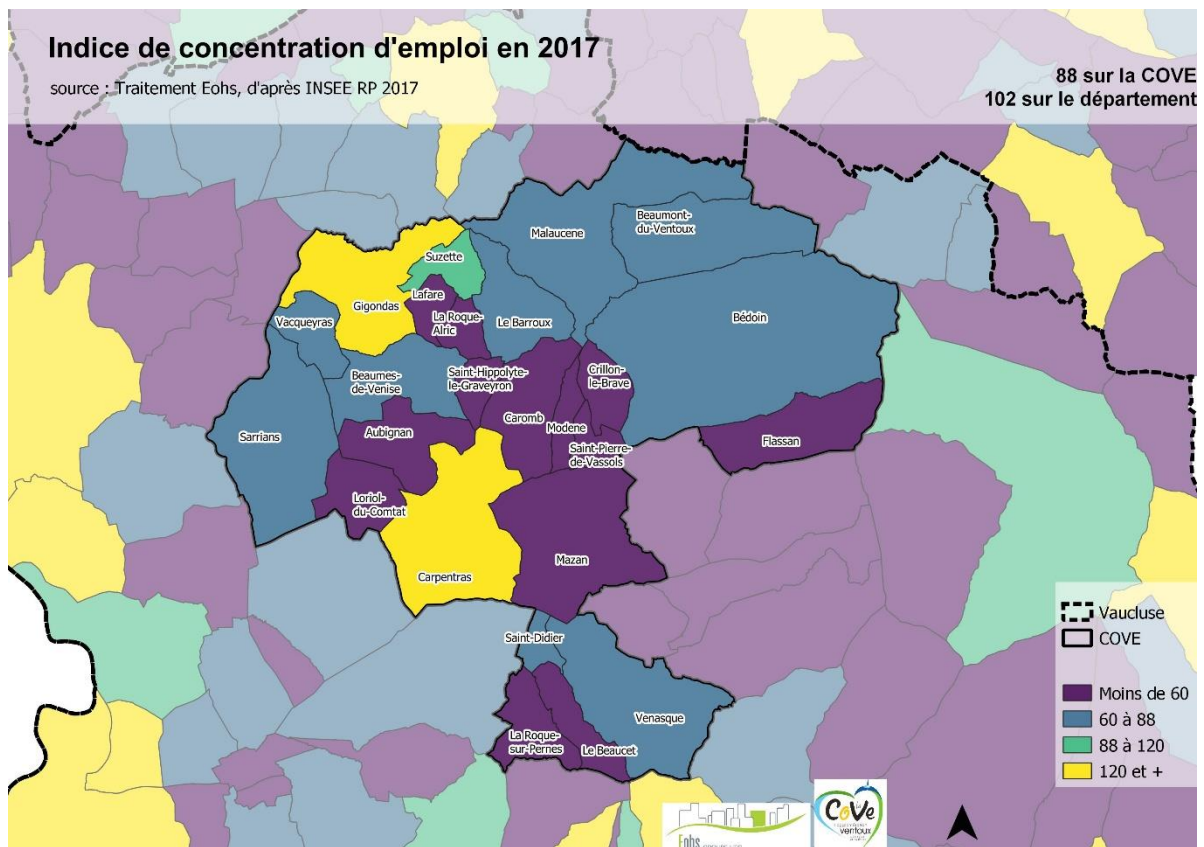 Indice de concentration d'emploi en 2017
source : Traitement Eohs, d'après INSEE RP 2017
88 sur la COVE
102 sur le département
Malaucene
Beaumont-
du-Ventoux
Suzette
Gigondas
Lafare
La Roque-
Alric
Le Barroux
Vacqueyras
Bédoin
Beaumes-
de-Venise
Saint-Hippolyte-
le-Graveyron
Crillon-
le-Brave
Sarrians
Aubignan
Caromb
Modene
Flassan
Saint-Pierre-
de-Vassols
Loriol-
du-Comtat
Mazan
Carpentras
Saint-Didier
Venasque
La Roque-
sur-Pernes
Le Beaucet
Vaucluse
COVE
Moins de 60
60 à 88
88 à 120
120 et +
la
CoVe
ventoux
Eohs